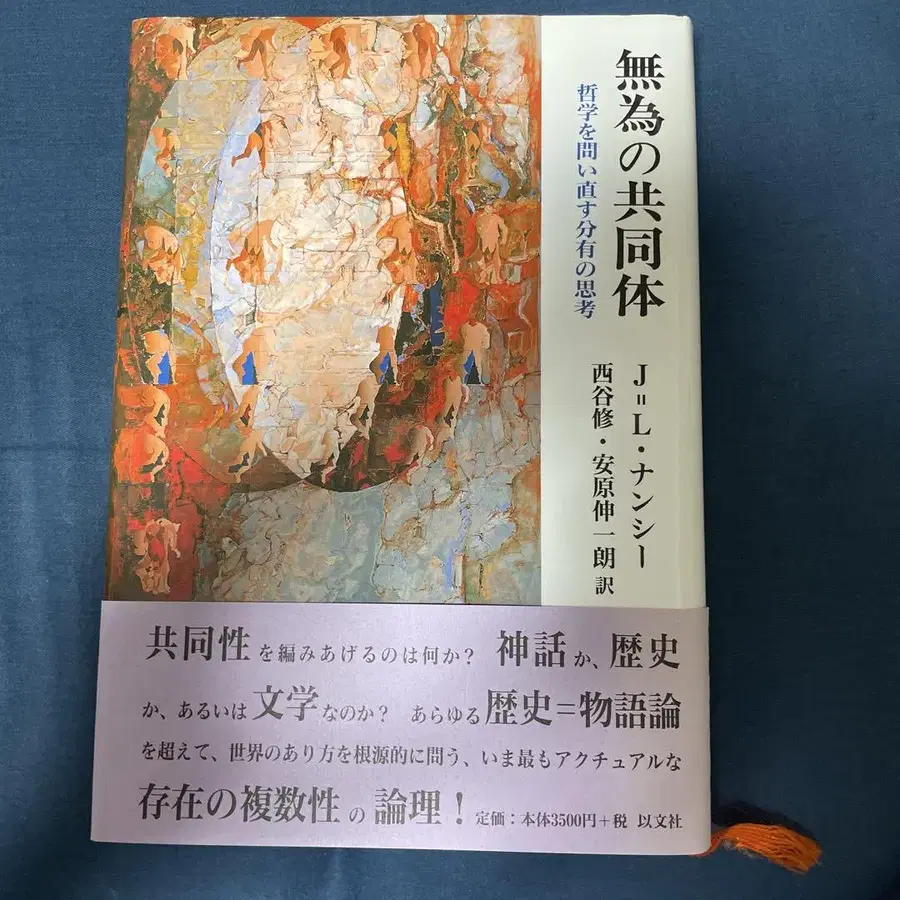 無為の共同体
哲学を問い直す分有の思考
J=L・ナンシー
西谷修・安原伸一朗 訳
共同性を編みあげるのは何か? 神話か、歴史
か、あるいは文学なのか? あらゆる歴史=物語論
を超えて、世界のあり方を根源的に問う、いま最もアクチュアルな
存在の複数性の論理! 定価:本体3500円+税 以文社